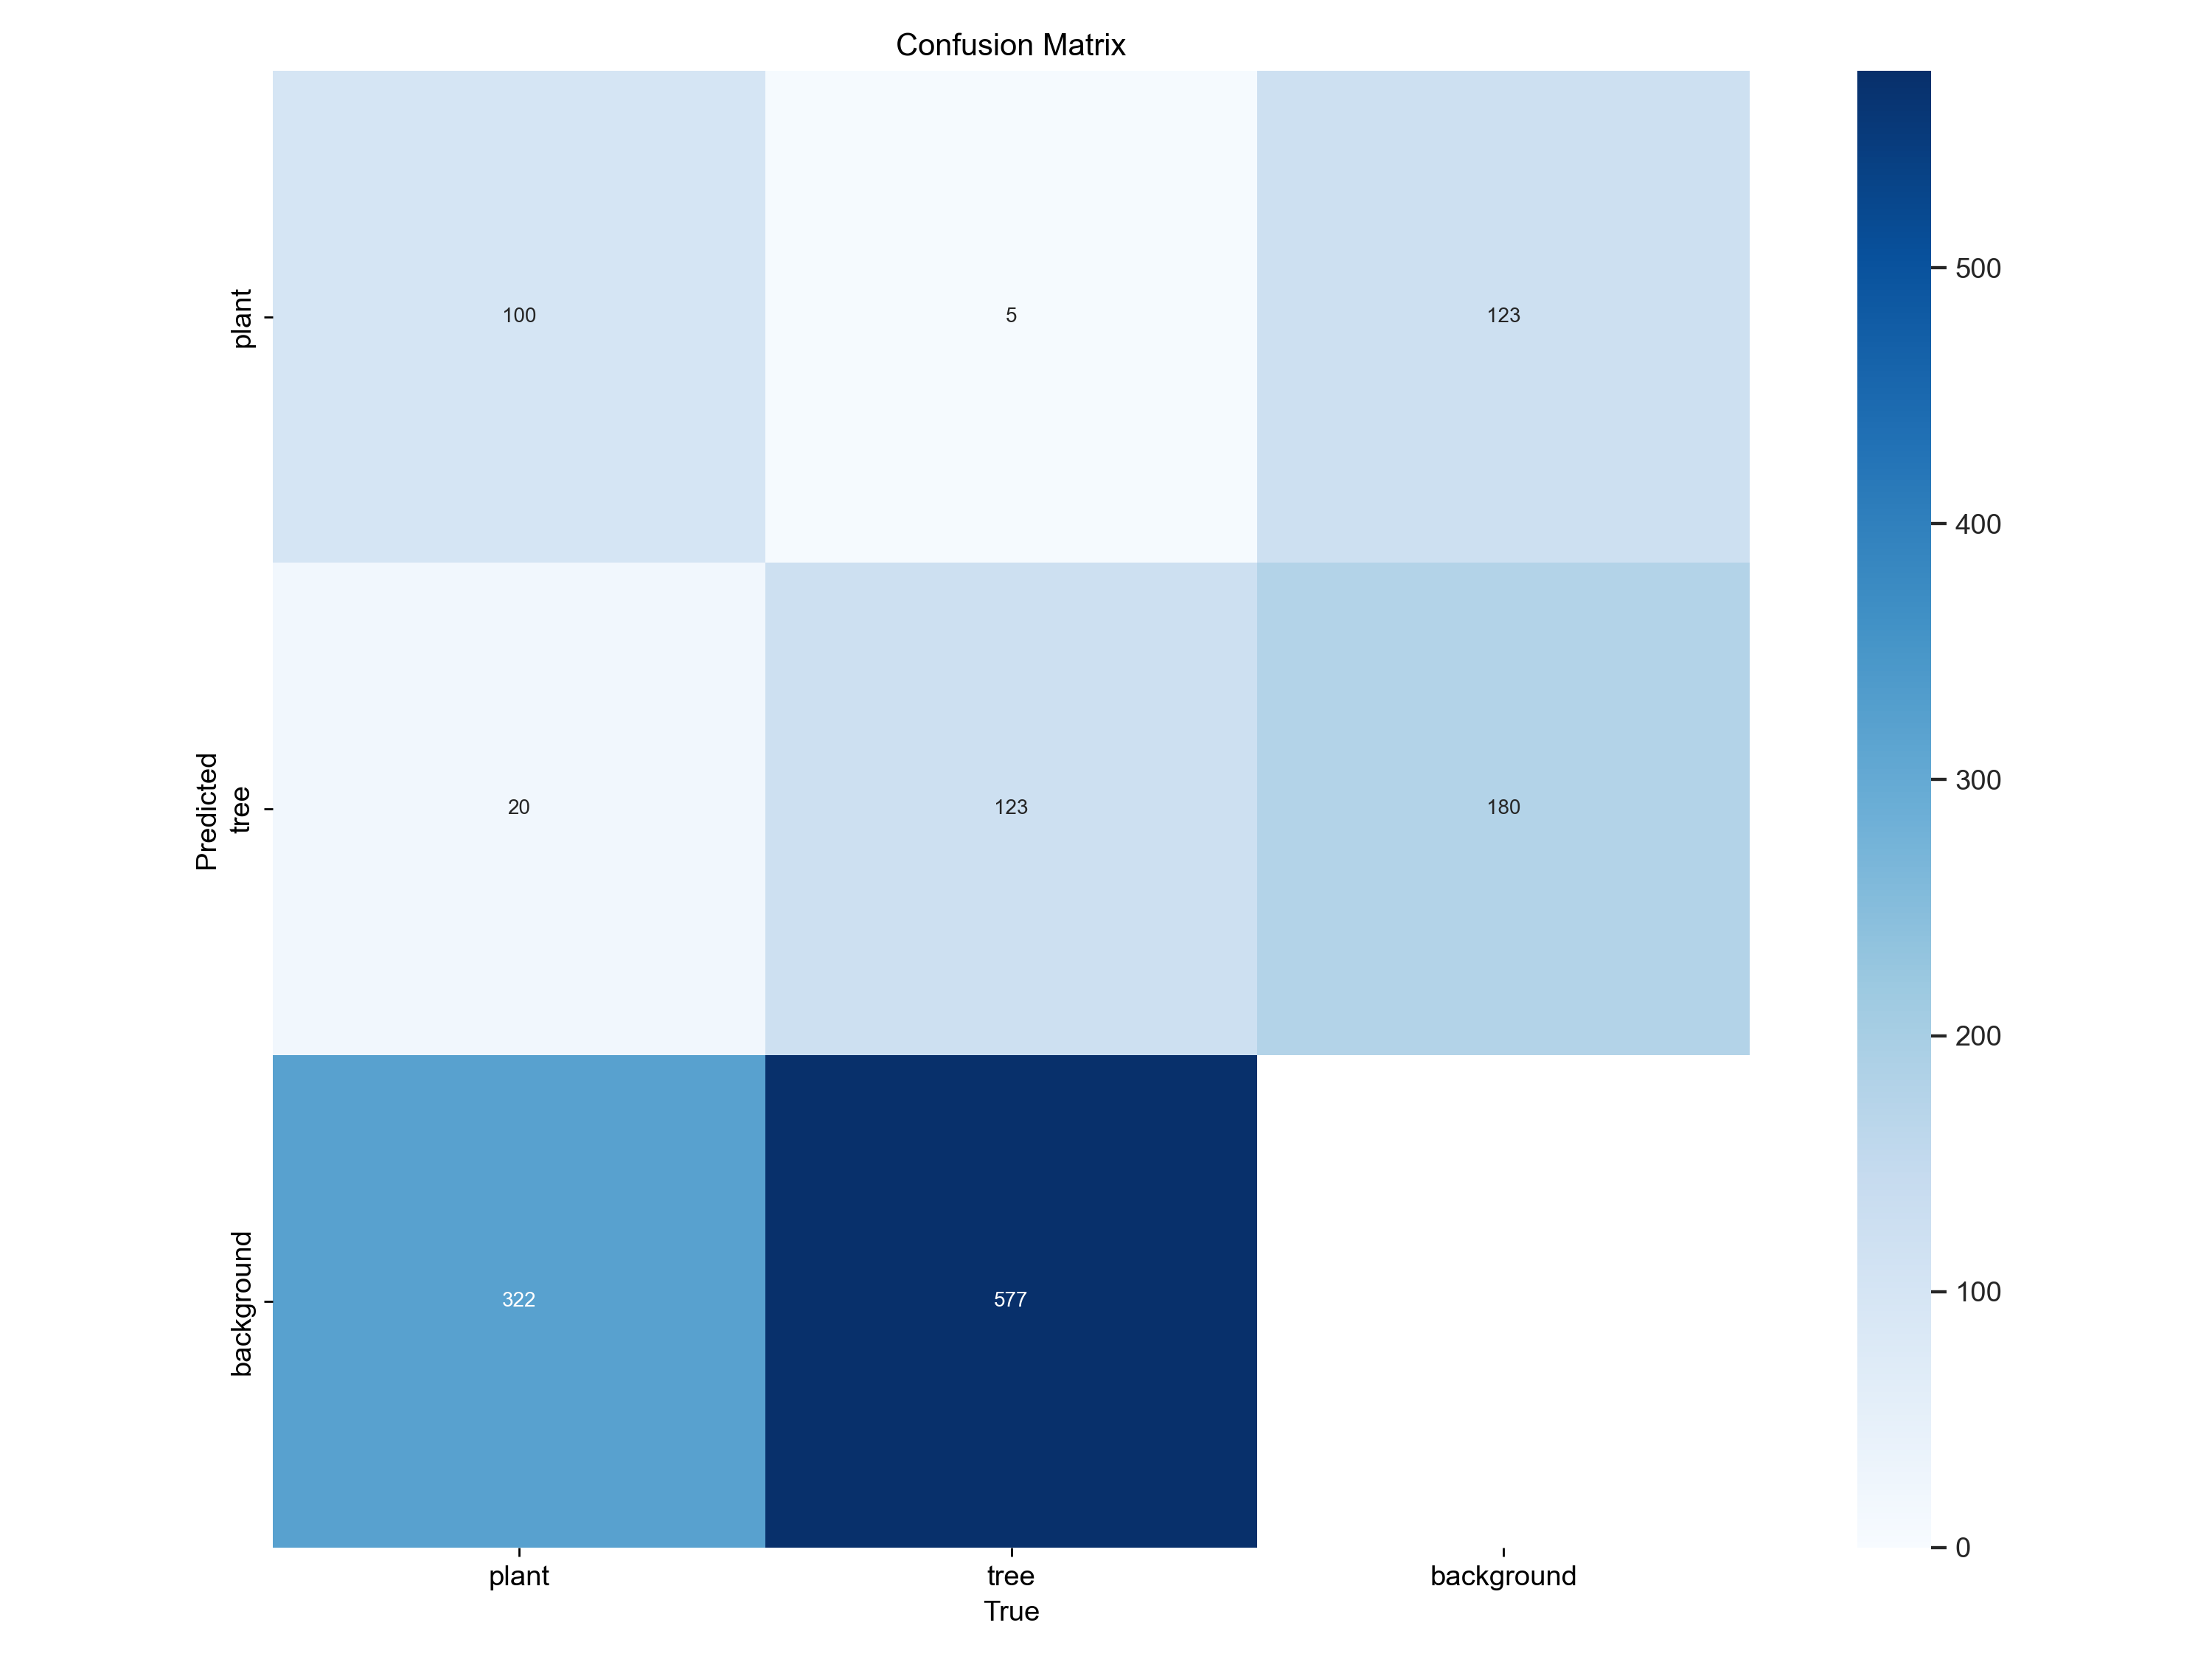 Confusion Matrix
plant
100
5
123
500
400
Predicted
tree
20
123
180
300
200
background
322
577
100
0
plant
tree
background
True